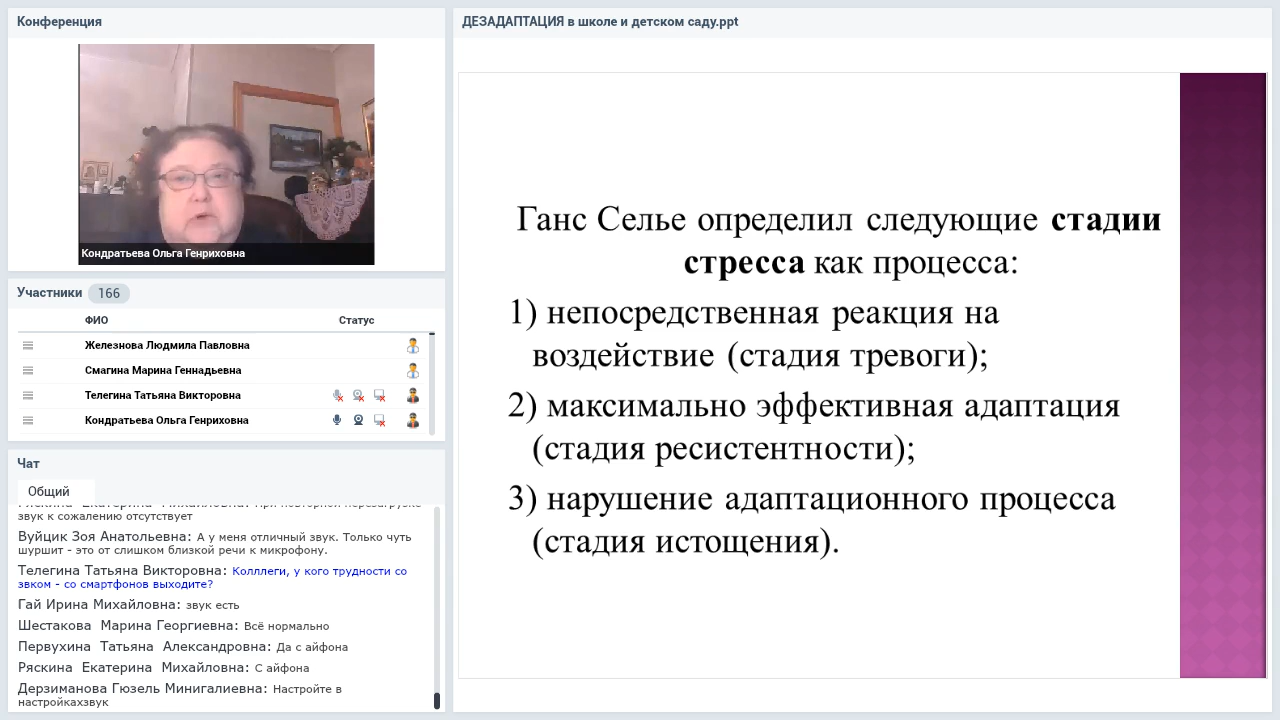 Конференция
Кондратьева Ольга Генриховна
Участники 166
ФИО Статус
Железнова Людмила Павловна
Смагина Марина Геннадьевна
Телегина Татьяна Викторовна
Кондратьева Ольга Генриховна
Чат
Общий
звук к сожалению отсутствует
Вуйцик Зоя Анатольевна: А у меня отличный звук. Только чуть
шуршит - это от слишком близкой речи к микрофону.
Телегина Татьяна Викторовна: Колллеги, у кого трудности со
звком - со смартфонов выходите?
Гай Ирина Михайловна: звук есть
Шестакова Марина Георгиевна: Всё нормально
Первухина Татьяна Александровна: Да с айфона
Ряскина Екатерина Михайловна: С айфона
Дерзиманова Гюзель Минигалиевна: Настройте в
настройкахзвук
ДЕЗАДАПТАЦИЯ в школе и детском саду.ppt
Ганс Селье определил следующие стадии
стресса как процесса:
1) непосредственная реакция на
воздействие (стадия тревоги);
2) максимально эффективная адаптация
(стадия ресистентности);
3) нарушение адаптационного процесса
(стадия истощения).